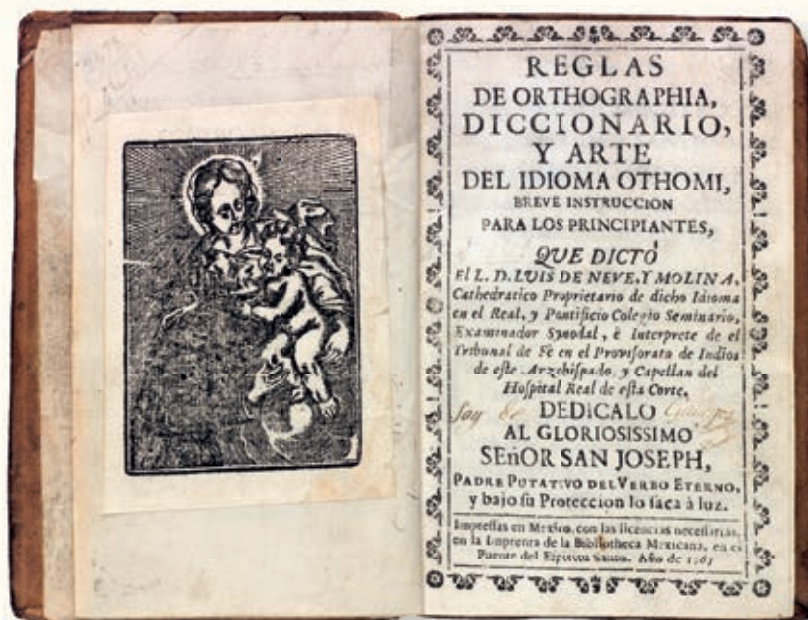 REGLAS
DE ORTHOGRAPHIA,
DICCIONARIO,
Y ARTE
DEL IDIOMA OTHOMI,
BREVE INSTRUCCION
PARA LOS PRINCIPIANTES,
QUE DICTÓ
El L. D. LUIS DE NEVE, Y MOLINA,
Cathedratico Proprietario de dicho Idioma
en el Real, y Pontificio Colegio Seminario,
Examinador Synodal, è Interprete de el
Tribunal de Fe en el Provisorato de Indios
de este Arzobispado, y Capellan del
Hospital Real de esta Corte.
Soy de
DEDICALO
AL GLORIOSISSIMO
SEñOR SAN JOSEPH,
PADRE PUTATIVO DEL VERBO ETERNO,
y bajo su Proteccion lo saca à luz.
Impressas en Mexico, con las licencias necessarias,
en la Imprenta de la Bibliotheca Mexicana, en el
Puente del Espiritu Santo. Año de